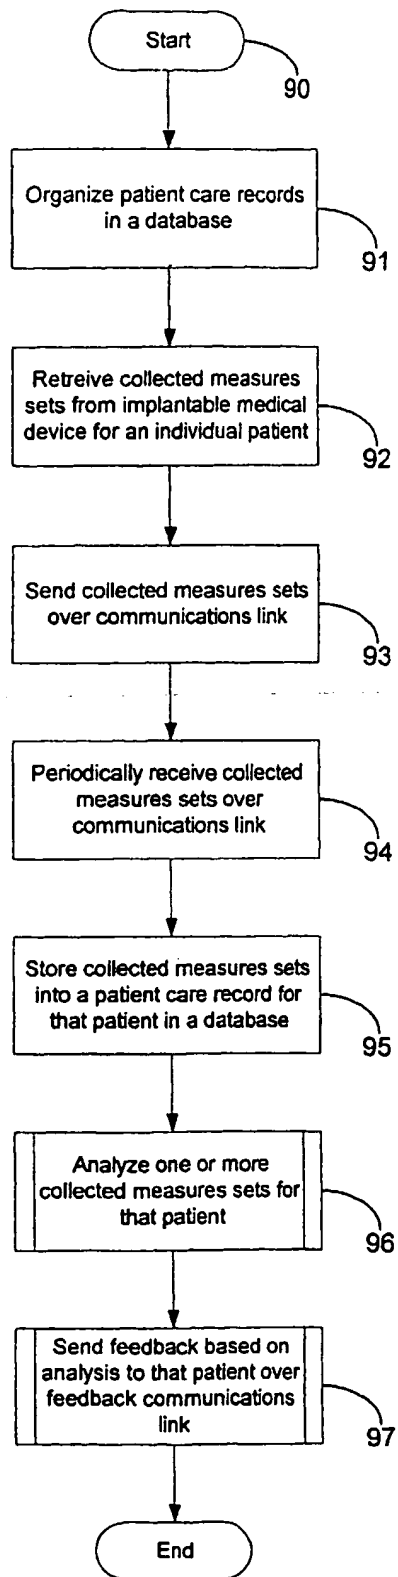 Start
90
Organize patient care records
in a database
91
Retreive collected measures
sets from implantable medical
device for an individual patient
92
Send collected measures sets
over communications link
93
Periodically receive collected
measures sets over
communications link
94
Store collected measures sets
into a patient care record for
that patient in a database
95
Analyze one or more
collected measures sets for
that patient
96
Send feedback based on
analysis to that patient over
feedback communications
link
97
End